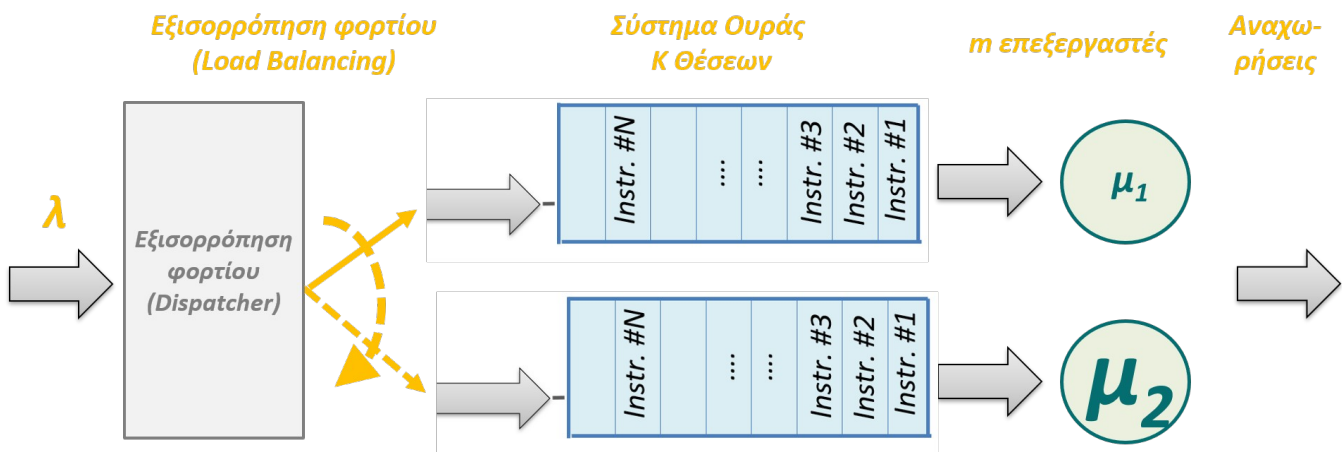 Εξισορρόπηση φορτίου
(Load Balancing)
Σύστημα Ουράς
Κ Θέσεων
m επεξεργαστές
Αναχω-
ρήσεις
λ
Εξισορρόπηση
φορτίου
(Dispatcher)
Instr. #N
....
....
Instr. #3
Instr. #2
Instr. #1
μ1
Instr. #N
....
....
Instr. #3
Instr. #2
Instr. #1
μ2